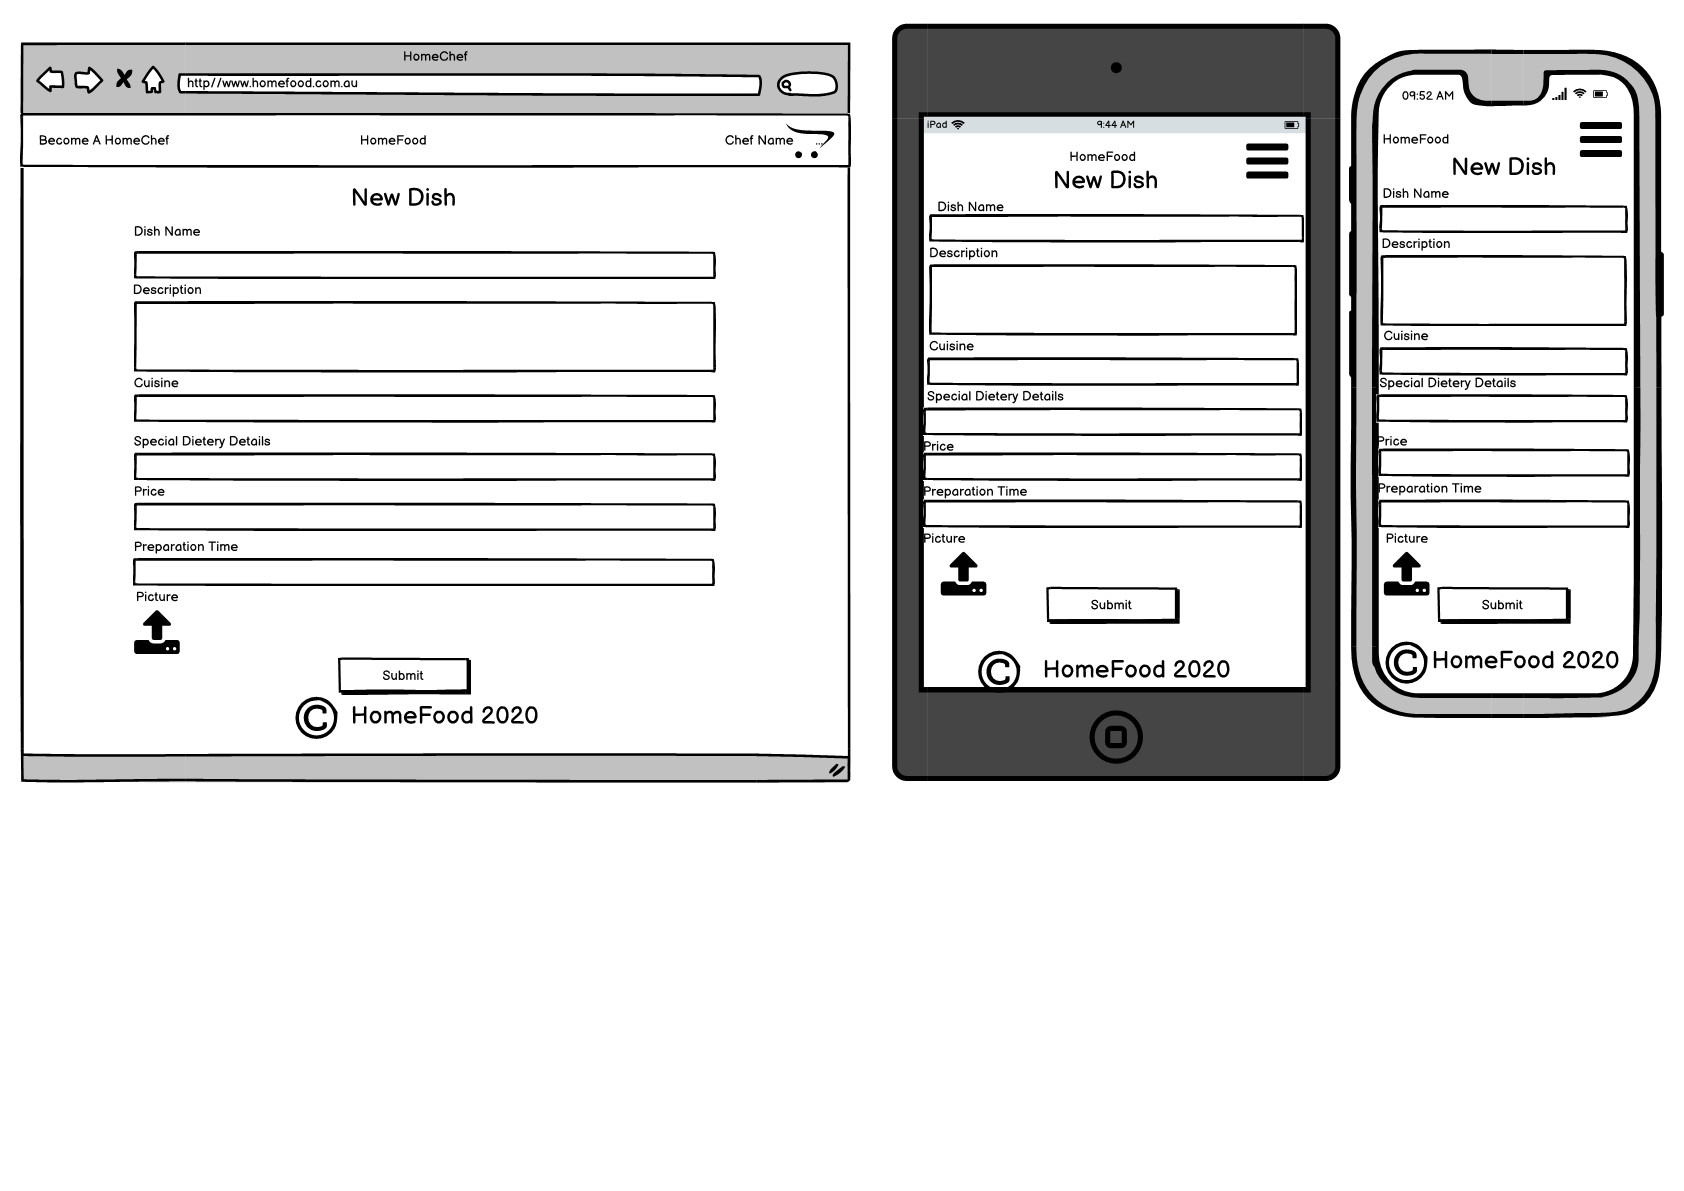 HomeChef
http//www.homefood.com.au
Become A HomeChef HomeFood Chef Name
New Dish
Dish Name
Description
Cuisine
Special Dietery Details
Price
Preparation Time
Picture
Submit
© HomeFood 2020
iPad 9:44 AM
HomeFood
New Dish
Dish Name
Description
Cuisine
Special Dietery Details
Price
Preparation Time
Picture
Submit
© HomeFood 2020
09:52 AM
HomeFood
New Dish
Dish Name
Description
Cuisine
Special Dietery Details
Price
Preparation Time
Picture
Submit
© HomeFood 2020